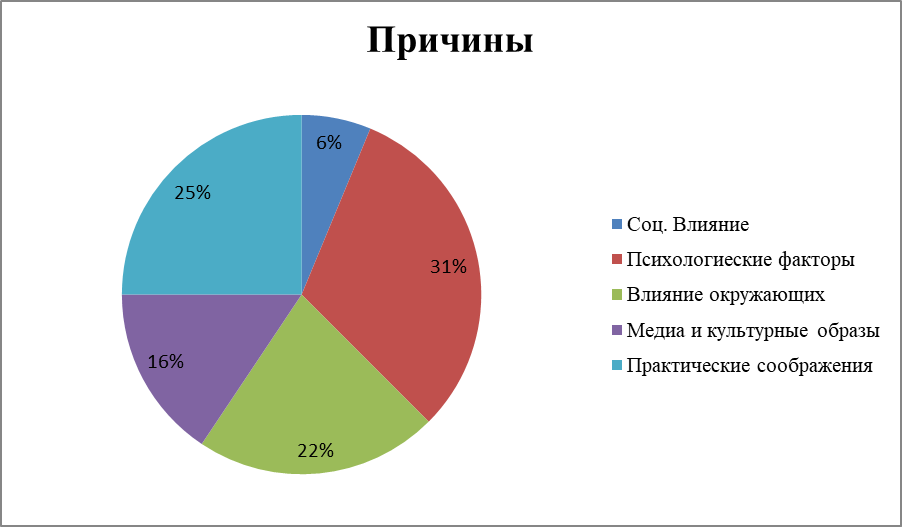 Причины
6%
25%
31%
16%
22%
Соц. Влияние
Психологиеские факторы
Влияние окружающих
Медиа и культурные образы
Практические соображения